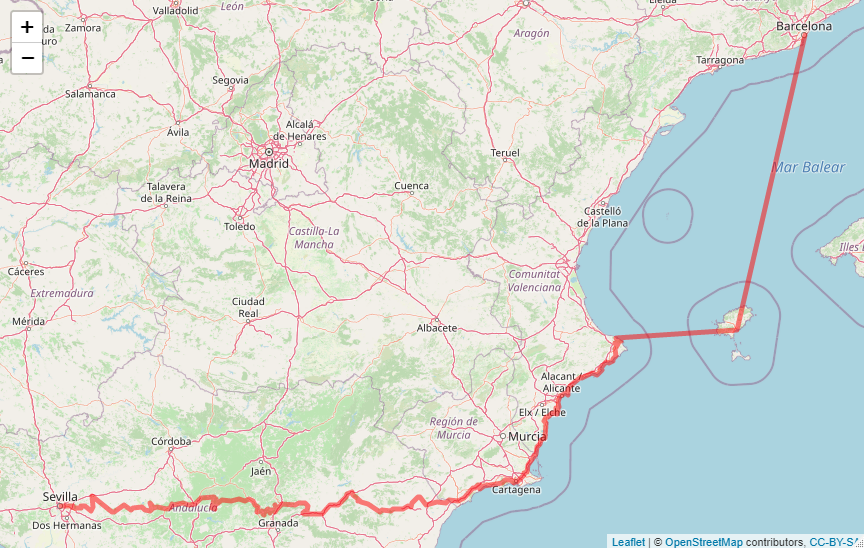 Valladolid
León
Barcelona
+
Zamora
Aragón
−
Tarragona
Segovia
Salamanca
Alcalá
de Henares
Ávila
Madrid
Teruel
Mar Balear
Talavera
de la Reina
Cuenca
Castelló
de la Plana
Toledo
Castilla-La
Mancha
Illes
Cáceres
Comunitat
Valenciana
Extremadura
Ciudad
Real
Mérida
Albacete
Alacant /
Alicante
Elx / Elche
Región de
Murcia
Murcia
Córdoba
Jaén
Sevilla
Cartagena
Andalucía
Dos Hermanas
Granada
Leaflet | © OpenStreetMap contributors, CC-BY-SA